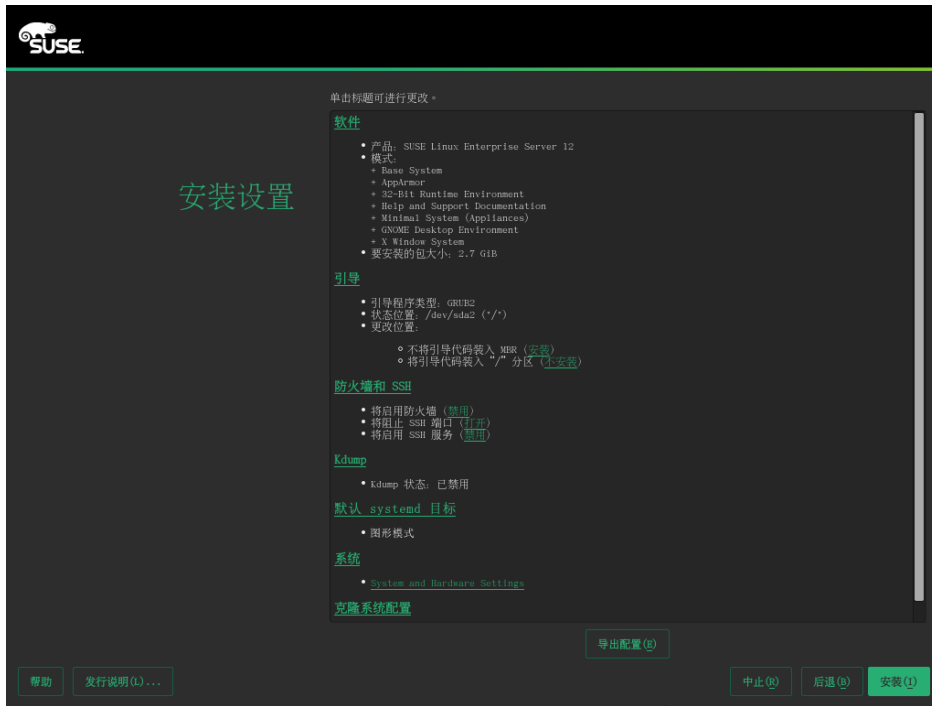 SUSE.
单击标题可进行更改。
安装设置
软件
• 产品: SUSE Linux Enterprise Server 12
• 模式:
+ Base System
+ AppArmor
+ 32-Bit Runtime Environment
+ Help and Support Documentation
+ Minimal System (Appliances)
+ GNOME Desktop Environment
+ X Window System
• 要安装的包大小: 2.7 GiB
引导
• 引导程序类型: GRUB2
• 状态位置: /dev/sda2 ("/")
• 更改位置:
○ 不将引导代码装入 MBR (安装)
○ 将引导代码装入 "/" 分区 (不安装)
防火墙和 SSH
• 将启用防火墙 (禁用)
• 将阻止 SSH 端口 (打开)
• 将启用 SSH 服务 (禁用)
Kdump
• Kdump 状态: 已禁用
默认 systemd 目标
• 图形模式
系统
• System and Hardware Settings
克隆系统配置
导出配置(E)
帮助 发行说明(L)... 中止(R) 后退(B) 安装(I)